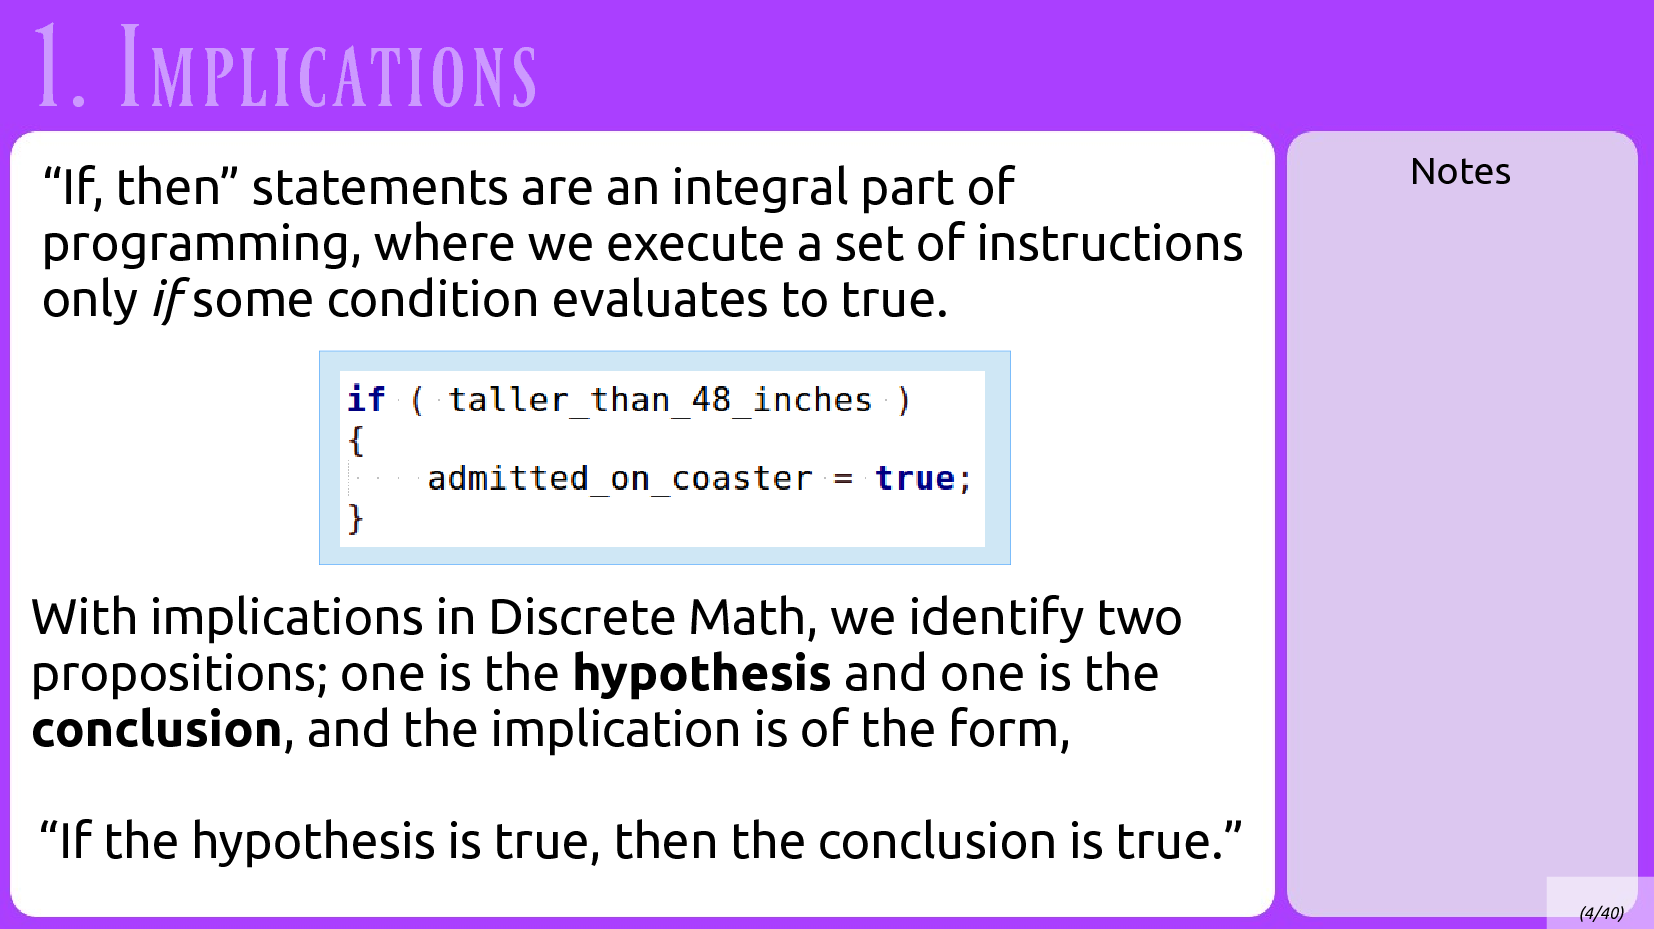 1. Implications
“If, then” statements are an integral part of
programming, where we execute a set of instructions
only if some condition evaluates to true.
if ( taller_than_48_inches )
{
    admitted_on_coaster = true;
}
With implications in Discrete Math, we identify two
propositions; one is the hypothesis and one is the
conclusion, and the implication is of the form,
“If the hypothesis is true, then the conclusion is true.”
Notes
(4/40)